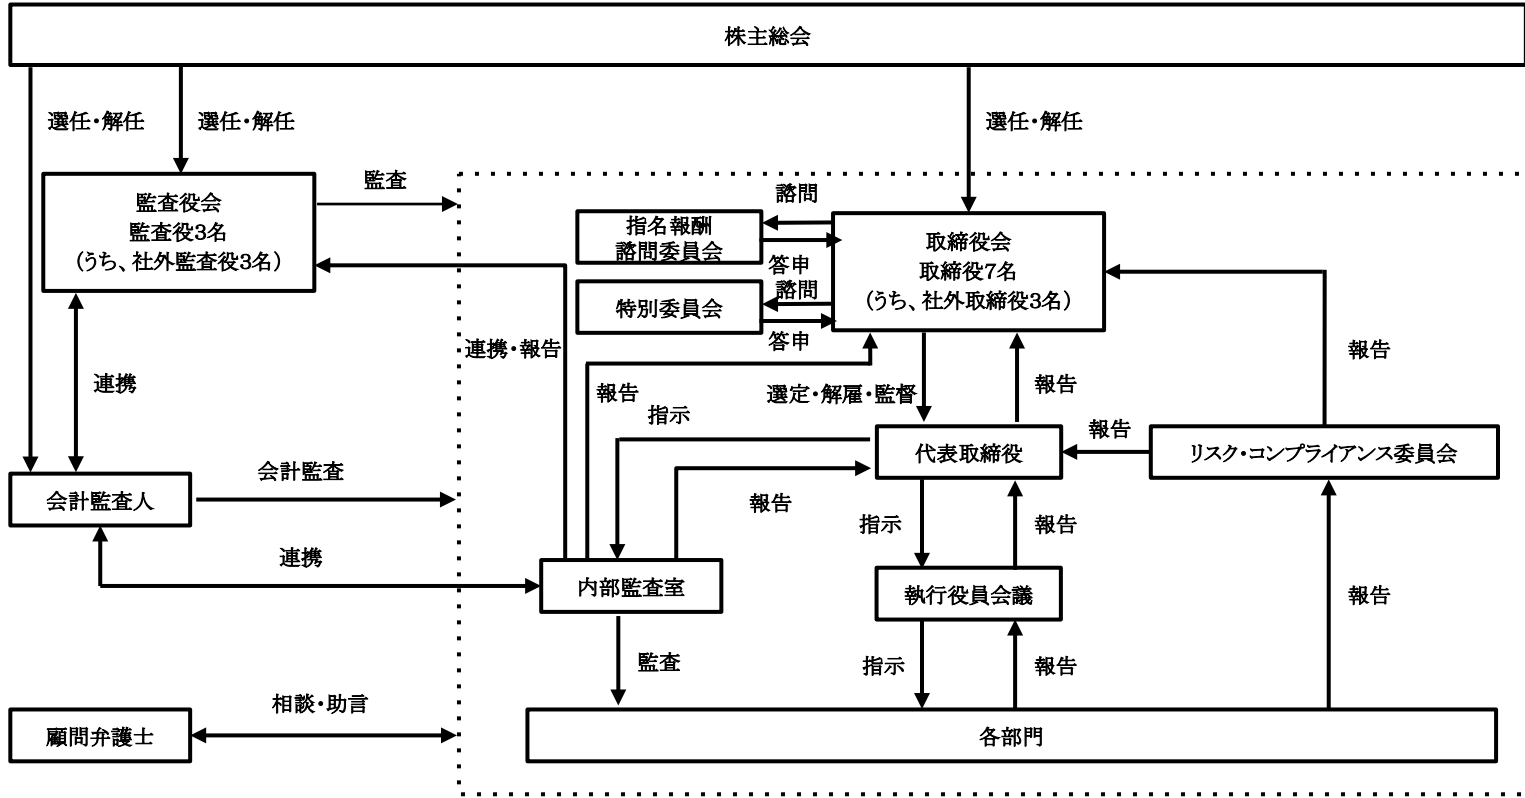 株主総会
選任・解任
選任・解任
選任・解任
監査役会
監査役3名
（うち、社外監査役3名）
監査
指名報酬
諮問委員会
諮問
答申
特別委員会
諮問
答申
取締役会
取締役7名
（うち、社外取締役3名）
連携・報告
報告
連携
報告
指示
選定・解雇・監督
報告
報告
代表取締役
リスク・コンプライアンス委員会
会計監査
会計監査人
報告
指示
報告
連携
内部監査室
執行役員会議
報告
監査
指示
報告
相談・助言
顧問弁護士
各部門